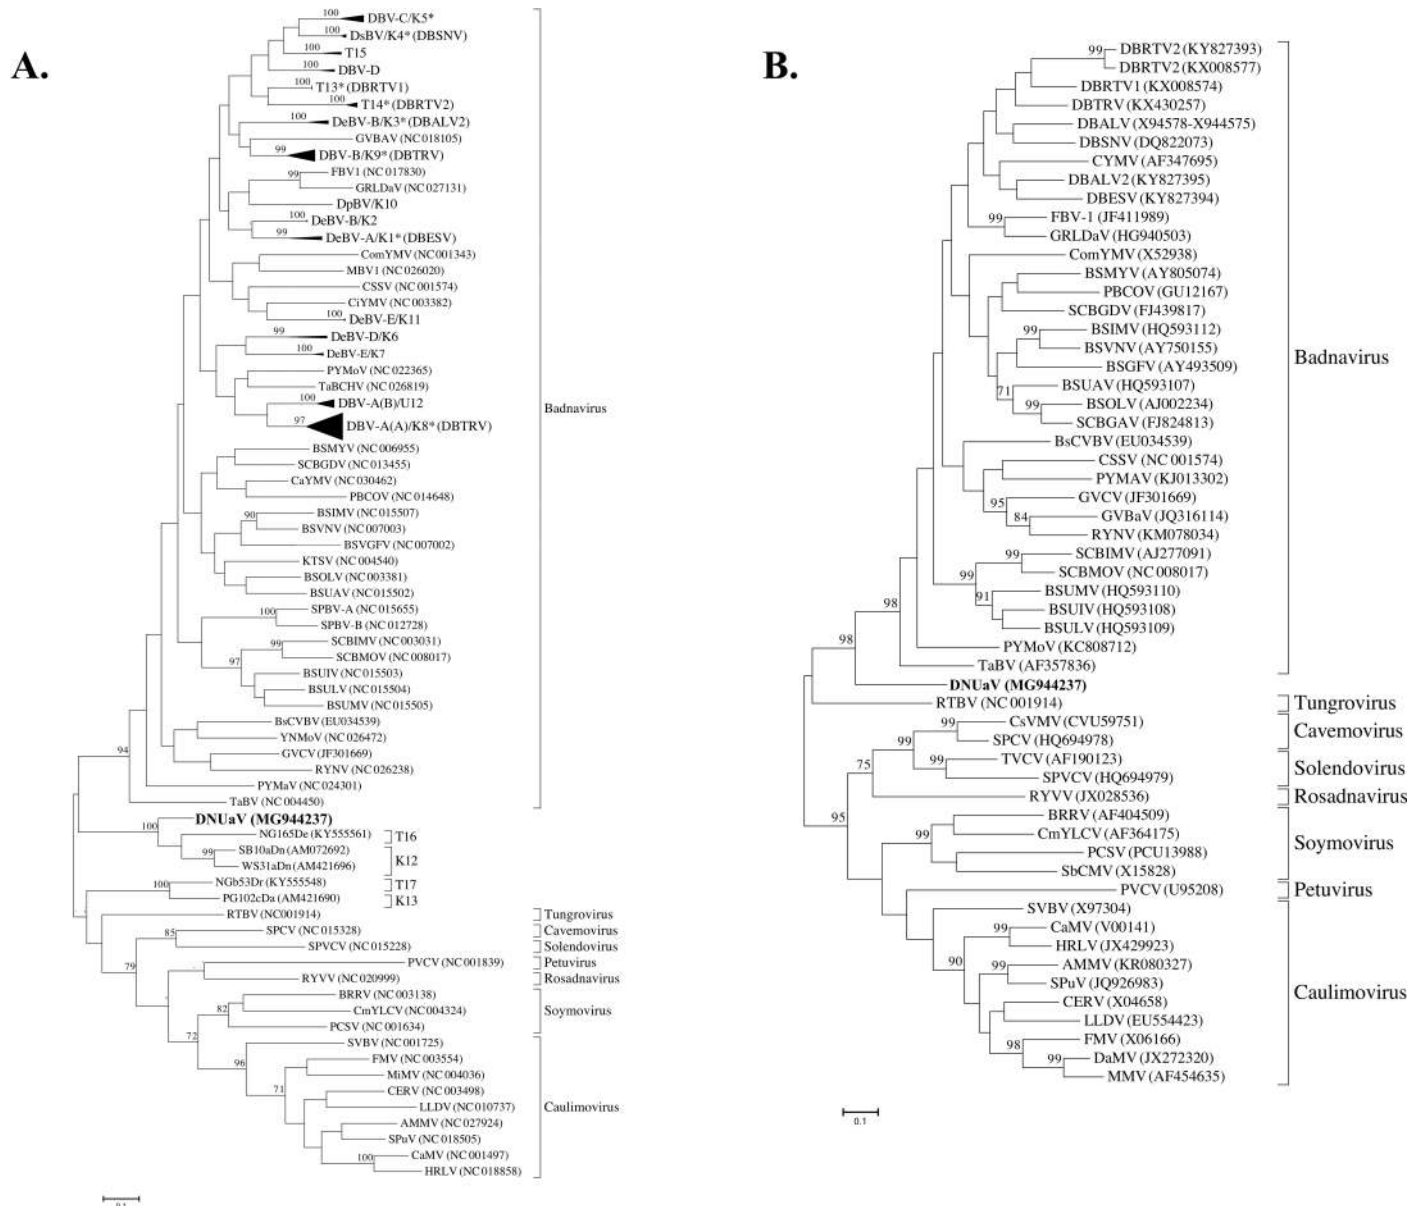 A.
100
DBV-C/K5*
100
DsBV/K4* (DBSNV)
100
T15
100
DBV-D
100
T13* (DBRTV1)
100
T14* (DBRTV2)
100
DeBV-B/K3* (DBALV2)
GVBAV (NC 018105)
99
DBV-B/K9* (DBTRV)
99
FBV1 (NC 017830)
GRLDaV (NC 027131)
DpBV/K10
100
DeBV-B/K2
99
DeBV-A/K1* (DBESV)
ComYMV (NC 001343)
MBV1 (NC 026020)
CSSV (NC 001574)
CiYMV (NC 003382)
100
DeBV-E/K11
99
DeBV-D/K6
100
DeBV-E/K7
PYMoV (NC 022365)
TaBCHV (NC 026819)
100
DBV-A(B)/U12
97
DBV-A(A)/K8* (DBTRV)
Badnavirus
BSMYV (NC 006955)
SCBGDV (NC 013455)
CaYMV (NC 030462)
PBCOV (NC 014648)
90
BSIMV (NC 015507)
BSVNV (NC 007003)
BSVGFV (NC 007002)
KTSV (NC 004540)
BSOLV (NC 003381)
BSUAV (NC 015502)
100
SPBV-A (NC 015655)
SPBV-B (NC 012728)
99
SCBIMV (NC 003031)
SCBMOV (NC 008017)
97
BSUIV (NC 015503)
BSULV (NC 015504)
BSUMV (NC 015505)
BsCVBV (EU034539)
YNMoV (NC 026472)
94
GVCV (JF301669)
RYNV (NC 026238)
PYMaV (NC 024301)
TaBV (NC 004450)
DNUaV (MG944237)
100
NG165De (KY555561)
T16
99
SB10aDn (AM072692)
WS31aDn (AM421696)
K12
100
NGb53Dr (KY555548)
T17
PG102cDa (AM421690)
K13
RTBV (NC001914)
Tungrovirus
85
SPCV (NC 015328)
Cavemovirus
SPVCV (NC 015228)
Solendovirus
79
PVCV (NC 001839)
Petuvirus
RYVV (NC 020999)
Rosadnavirus
BRRV (NC 003138)
82
CmYLCV (NC 004324)
Soymovirus
PCSV (NC 001634)
72
SVBV (NC 001725)
96
FMV (NC 003554)
MiMV (NC 004036)
71
CERV (NC 003498)
LLDV (NC 010737)
Caulimovirus
AMMV (NC 027924)
SPuV (NC 018505)
100
CaMV (NC 001497)
HRLV (NC 018858)
0.1
B.
99
DBRTV2 (KY827393)
DBRTV2 (KX008577)
DBRTV1 (KX008574)
DBTRV (KX430257)
DBALV (X94578-X944575)
DBSNV (DQ822073)
CYMV (AF347695)
DBALV2 (KY827395)
DBESV (KY827394)
99
FBV-1 (JF411989)
GRLDaV (HG940503)
ComYMV (X52938)
BSMYV (AY805074)
PBCOV (GU12167)
SCBGDV (FJ439817)
99
BSIMV (HQ593112)
BSVNV (AY750155)
Badnavirus
BSGFV (AY493509)
71
BSUAV (HQ593107)
99
BSOLV (AJ002234)
SCBGAV (FJ824813)
BsCVBV (EU034539)
CSSV (NC 001574)
PYMAV (KJ013302)
95
GVCV (JF301669)
84
GVBaV (JQ316114)
RYNV (KM078034)
99
SCBIMV (AJ277091)
99
SCBMOV (NC 008017)
91
BSUMV (HQ593110)
98
BSUIV (HQ593108)
BSULV (HQ593109)
98
PYMoV (KC808712)
TaBV (AF357836)
DNUaV (MG944237)
RTBV (NC 001914)
Tungrovirus
99
CsVMV (CVU59751)
99
SPCV (HQ694978)
Cavemovirus
99
TVCV (AF190123)
75
SPVCV (HQ694979)
Solendovirus
RYVV (JX028536)
Rosadnavirus
95
BRRV (AF404509)
99
CmYLCV (AF364175)
Soymovirus
PCSV (PCU13988)
SbCMV (X15828)
PVCV (U95208)
Petuvirus
SVBV (X97304)
99
CaMV (V00141)
HRLV (JX429923)
90
99
AMMV (KR080327)
SPuV (JQ926983)
Caulimovirus
CERV (X04658)
LLDV (EU554423)
98
FMV (X06166)
99
DaMV (JX272320)
MMV (AF454635)
0.1